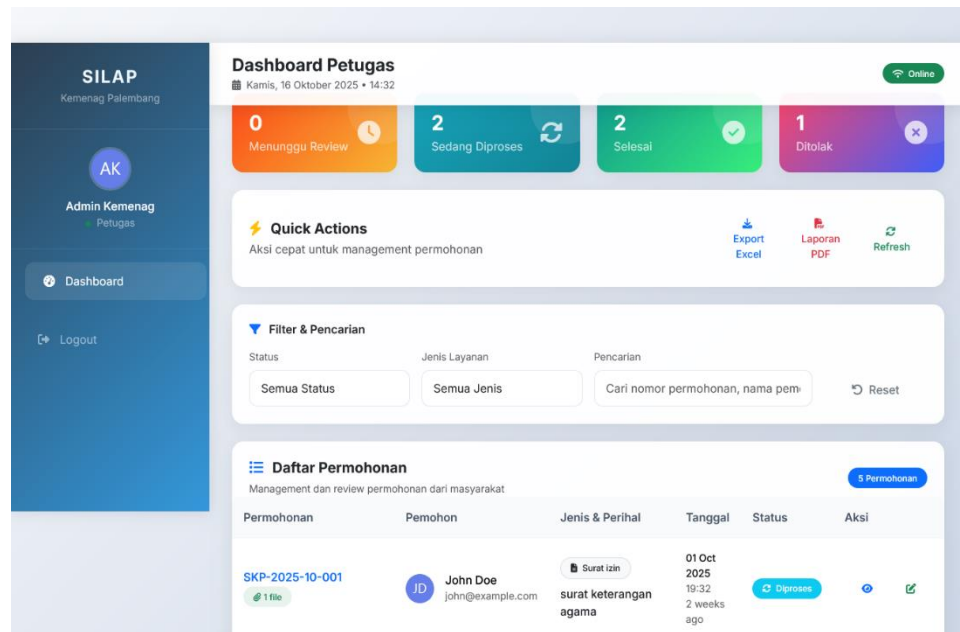 SILAP
Kemenag Palembang
AK
Admin Kemenag
Petugas
Dashboard
Logout
Dashboard Petugas
Kamis, 16 Oktober 2025 • 14:32
Online
0
Menunggu Review
2
Sedang Diproses
2
Selesai
1
Ditolak
Quick Actions
Aksi cepat untuk management permohonan
Export
Excel
Laporan
PDF
Refresh
Filter & Pencarian
Status
Jenis Layanan
Pencarian
Semua Status
Semua Jenis
Cari nomor permohonan, nama pem
Reset
Daftar Permohonan
Management dan review permohonan dari masyarakat
5 Permohonan
Permohonan Pemohon Jenis & Perihal Tanggal Status Aksi
SKP-2025-10-001
1 file
JD
John Doe
john@example.com
Surat izin
surat keterangan
agama
01 Oct
2025
19:32
2 weeks
ago
Diproses